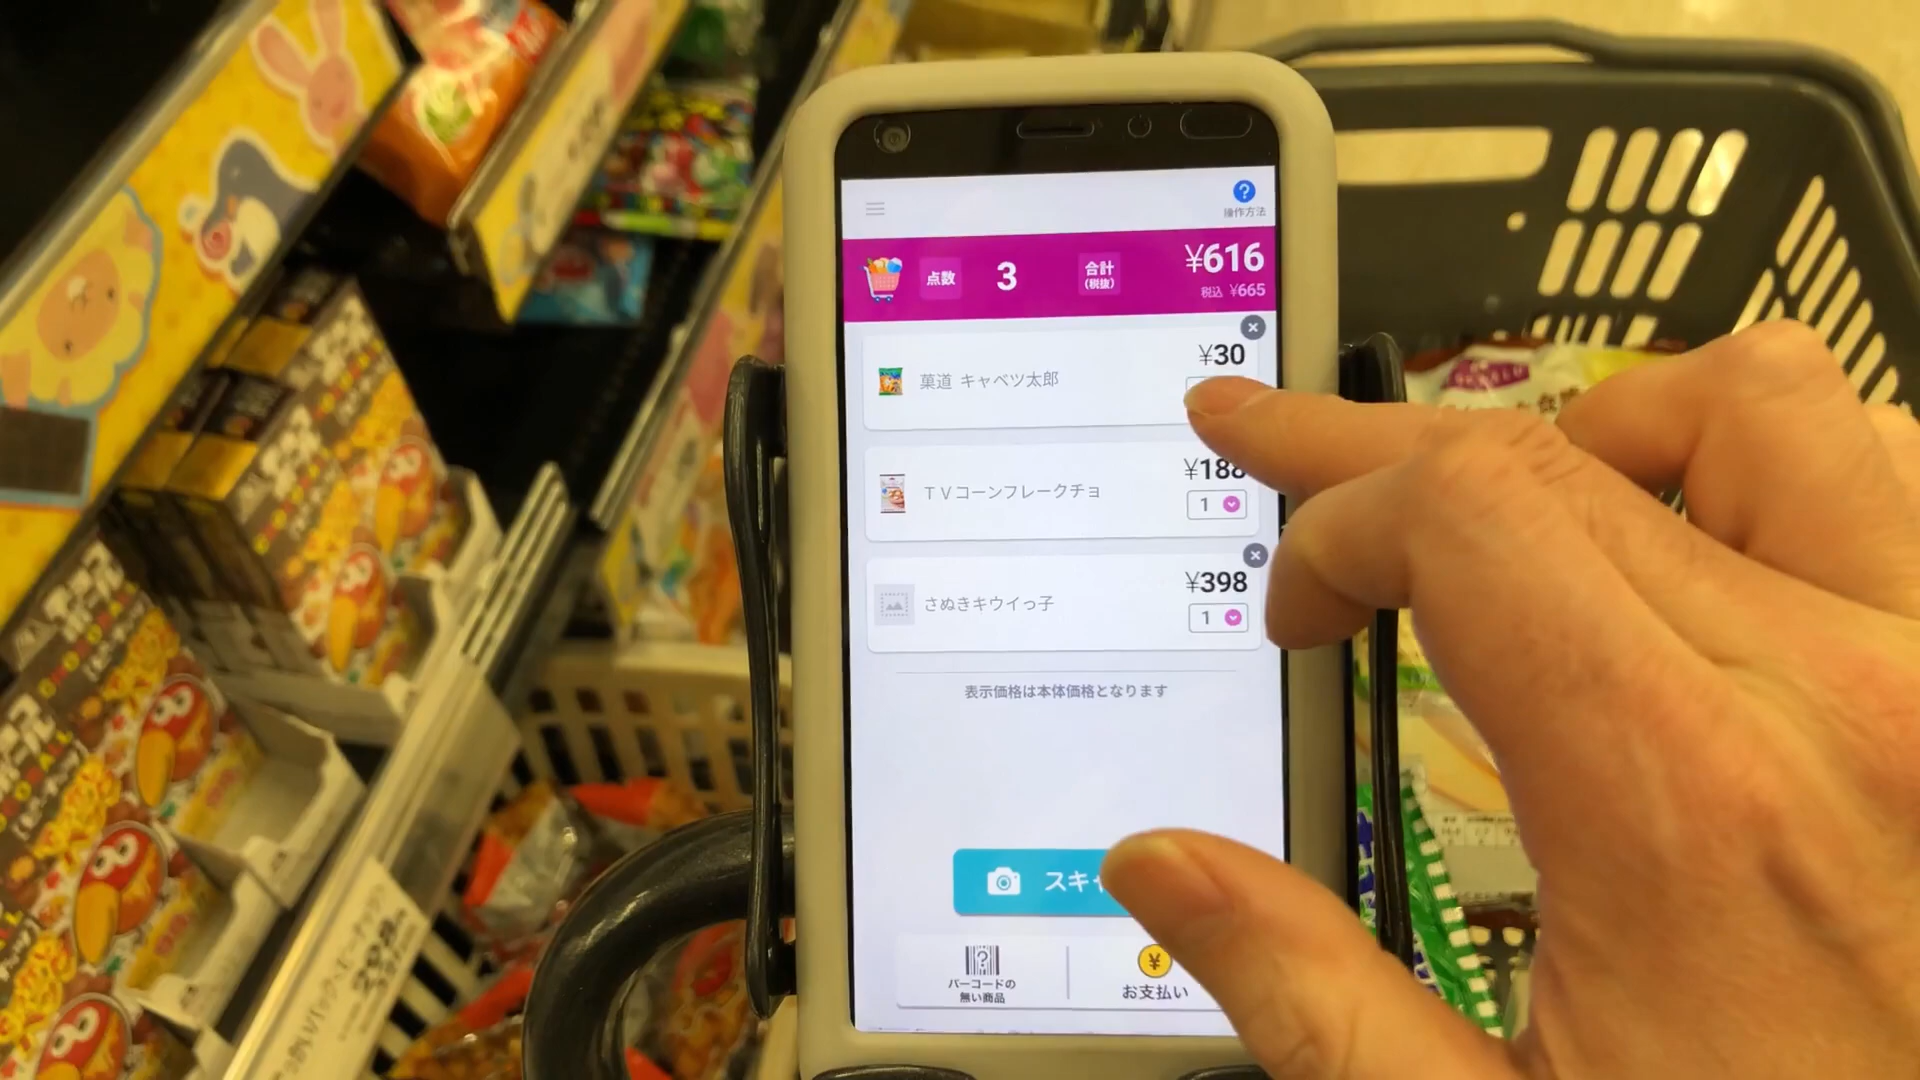 ?
操作方法
点数
3
合計
(税抜)
¥616
税込 ¥665
¥30
菓道 キャベツ太郎
¥188
TVコーンフレークチョ
1
¥398
さぬきキウイっ子
1
表示価格は本体価格となります
スキャ
?
バーコードの
無い商品
¥
お支払い